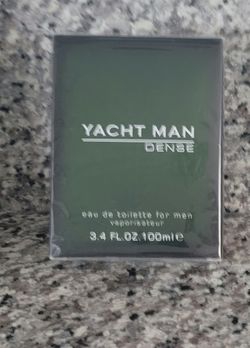 YACHT MAN
DENSE
eau de toilette for men
vaporisateur
3.4 FL.OZ.100ml℮